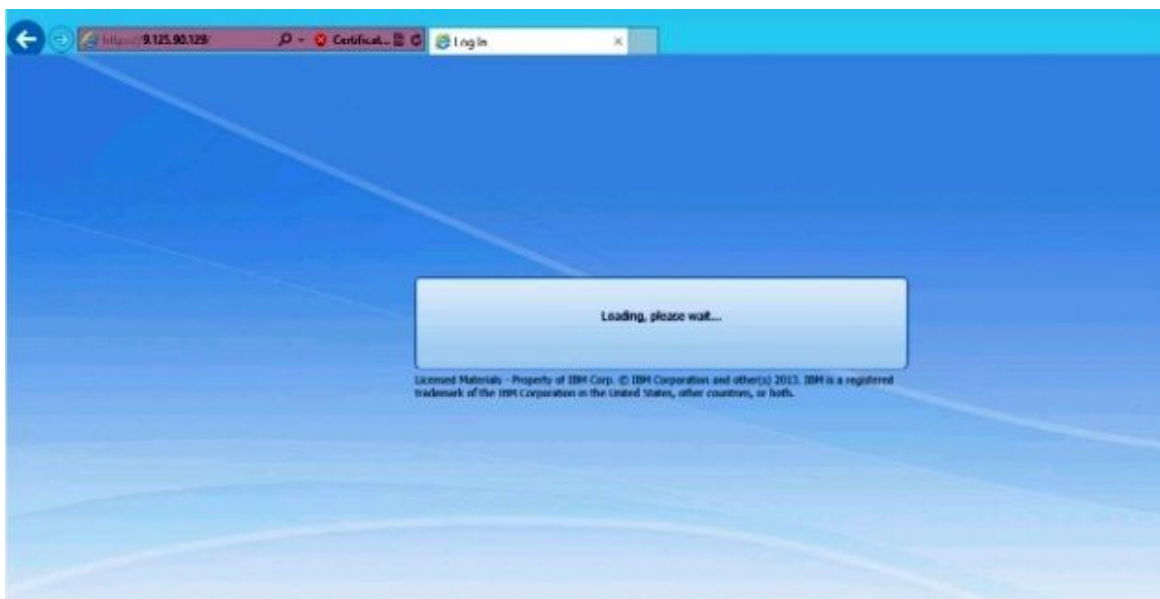 https://9.125.90.129/ Certificat... Log In
Loading, please wait...
Licensed Materials - Property of IBM Corp. © IBM Corporation and other(s) 2013. IBM is a registered
trademark of the IBM Corporation in the United States, other countries, or both.